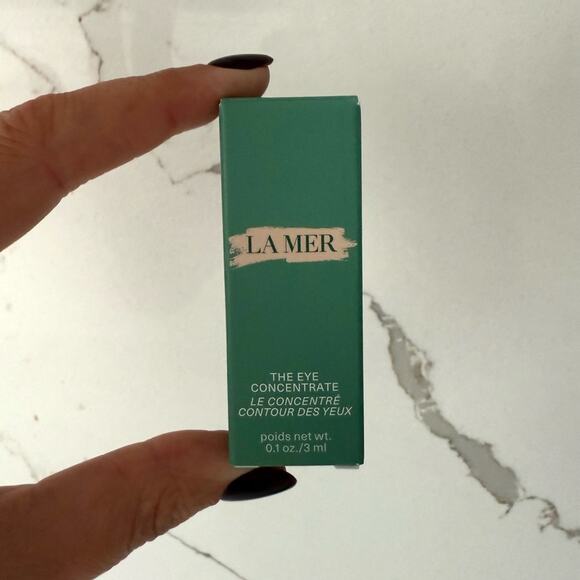 LA MER
THE EYE
CONCENTRATE
LE CONCENTRÉ
CONTOUR DES YEUX
poids net wt.
0.1 oz./3 ml